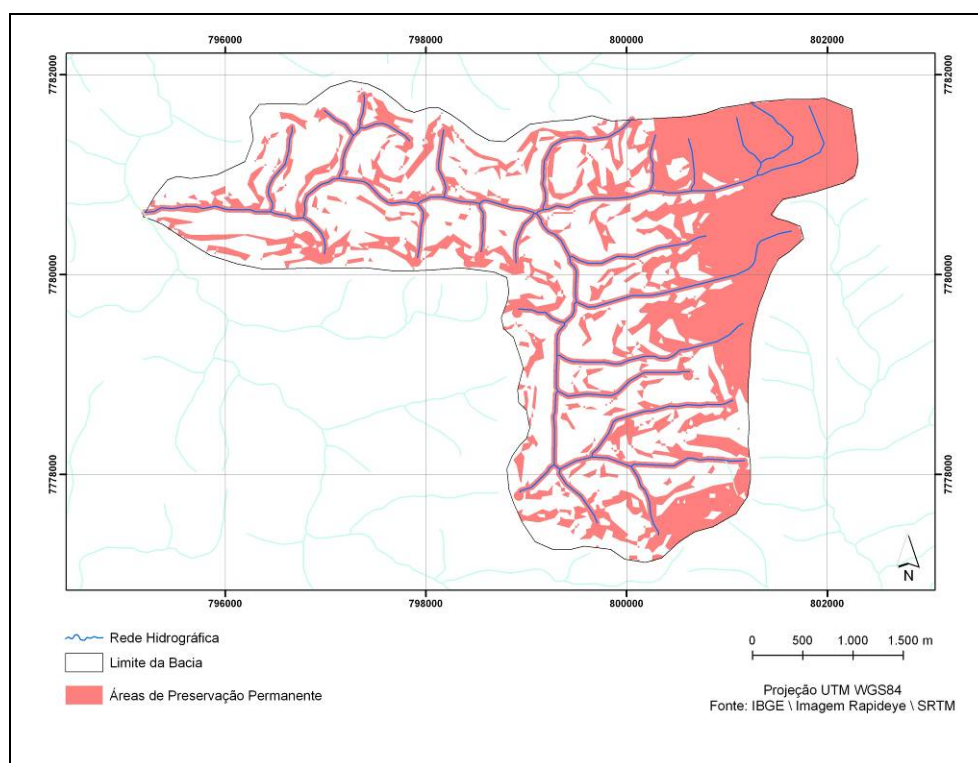 796000 798000 800000 802000
7782000 7782000
7780000 7780000
7778000 7778000
N
796000 798000 800000 802000
Rede Hidrográfica
Limite da Bacia
Áreas de Preservação Permanente
0 500 1.000 1.500 m
Projeção UTM WGS84
Fonte: IBGE \ Imagem Rapideye \ SRTM